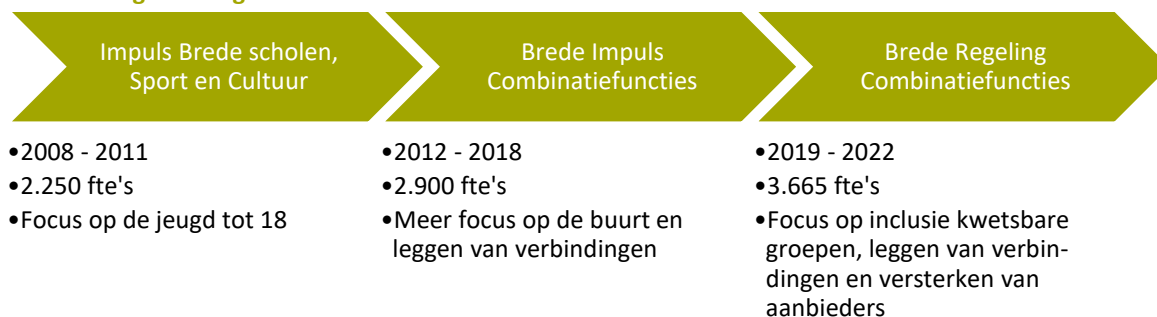 Impuls Brede scholen,
Sport en Cultuur
Brede Impuls
Combinatiefuncties
Brede Regeling
Combinatiefuncties
•2008 - 2011
•2.250 fte's
•Focus op de jeugd tot 18
•2012 - 2018
•2.900 fte's
•Meer focus op de buurt en
leggen van verbindingen
•2019 - 2022
•3.665 fte's
•Focus op inclusie kwetsbare
groepen, leggen van verbin-
dingen en versterken van
aanbieders